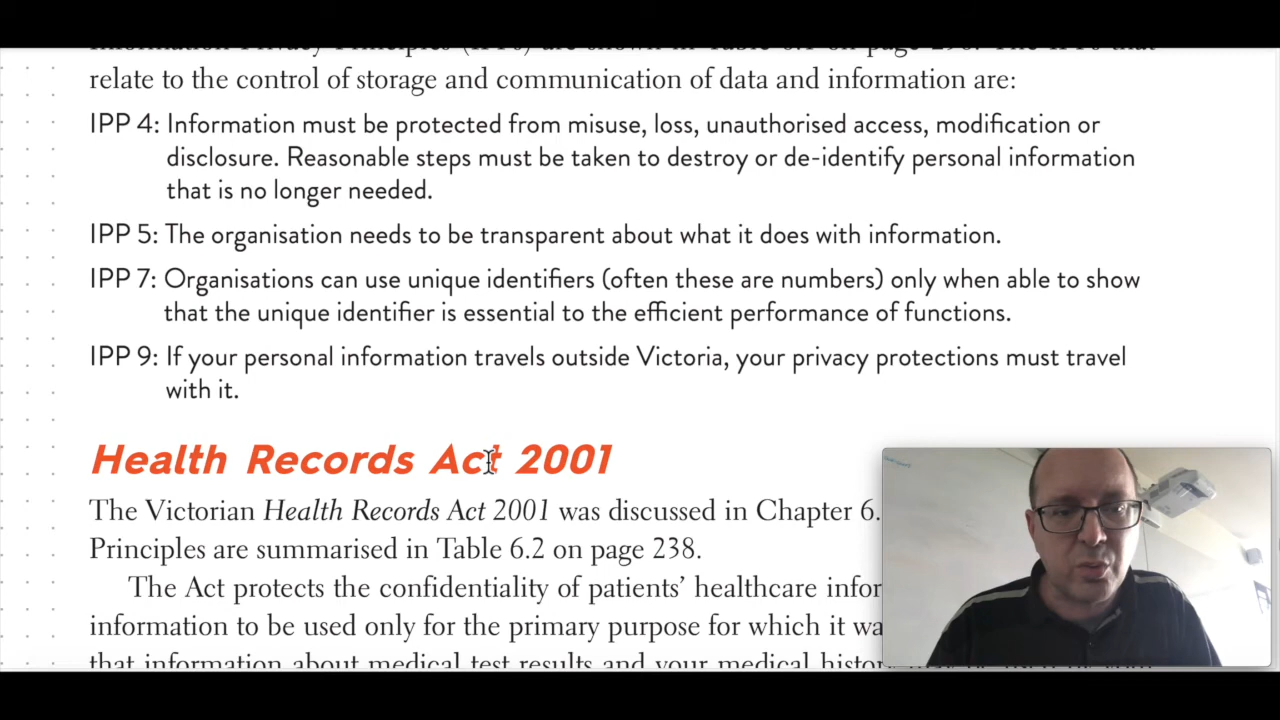 relate to the control of storage and communication of data and information are:
IPP 4: Information must be protected from misuse, loss, unauthorised access, modification or
disclosure. Reasonable steps must be taken to destroy or de-identify personal information
that is no longer needed.
IPP 5: The organisation needs to be transparent about what it does with information.
IPP 7: Organisations can use unique identifiers (often these are numbers) only when able to show
that the unique identifier is essential to the efficient performance of functions.
IPP 9: If your personal information travels outside Victoria, your privacy protections must travel
with it.
Health Records Act 2001
The Victorian Health Records Act 2001 was discussed in Chapter 6.
Principles are summarised in Table 6.2 on page 238.
The Act protects the confidentiality of patients' healthcare infor
information to be used only for the primary purpose for which it wa
that information about medical test results and your medical histor